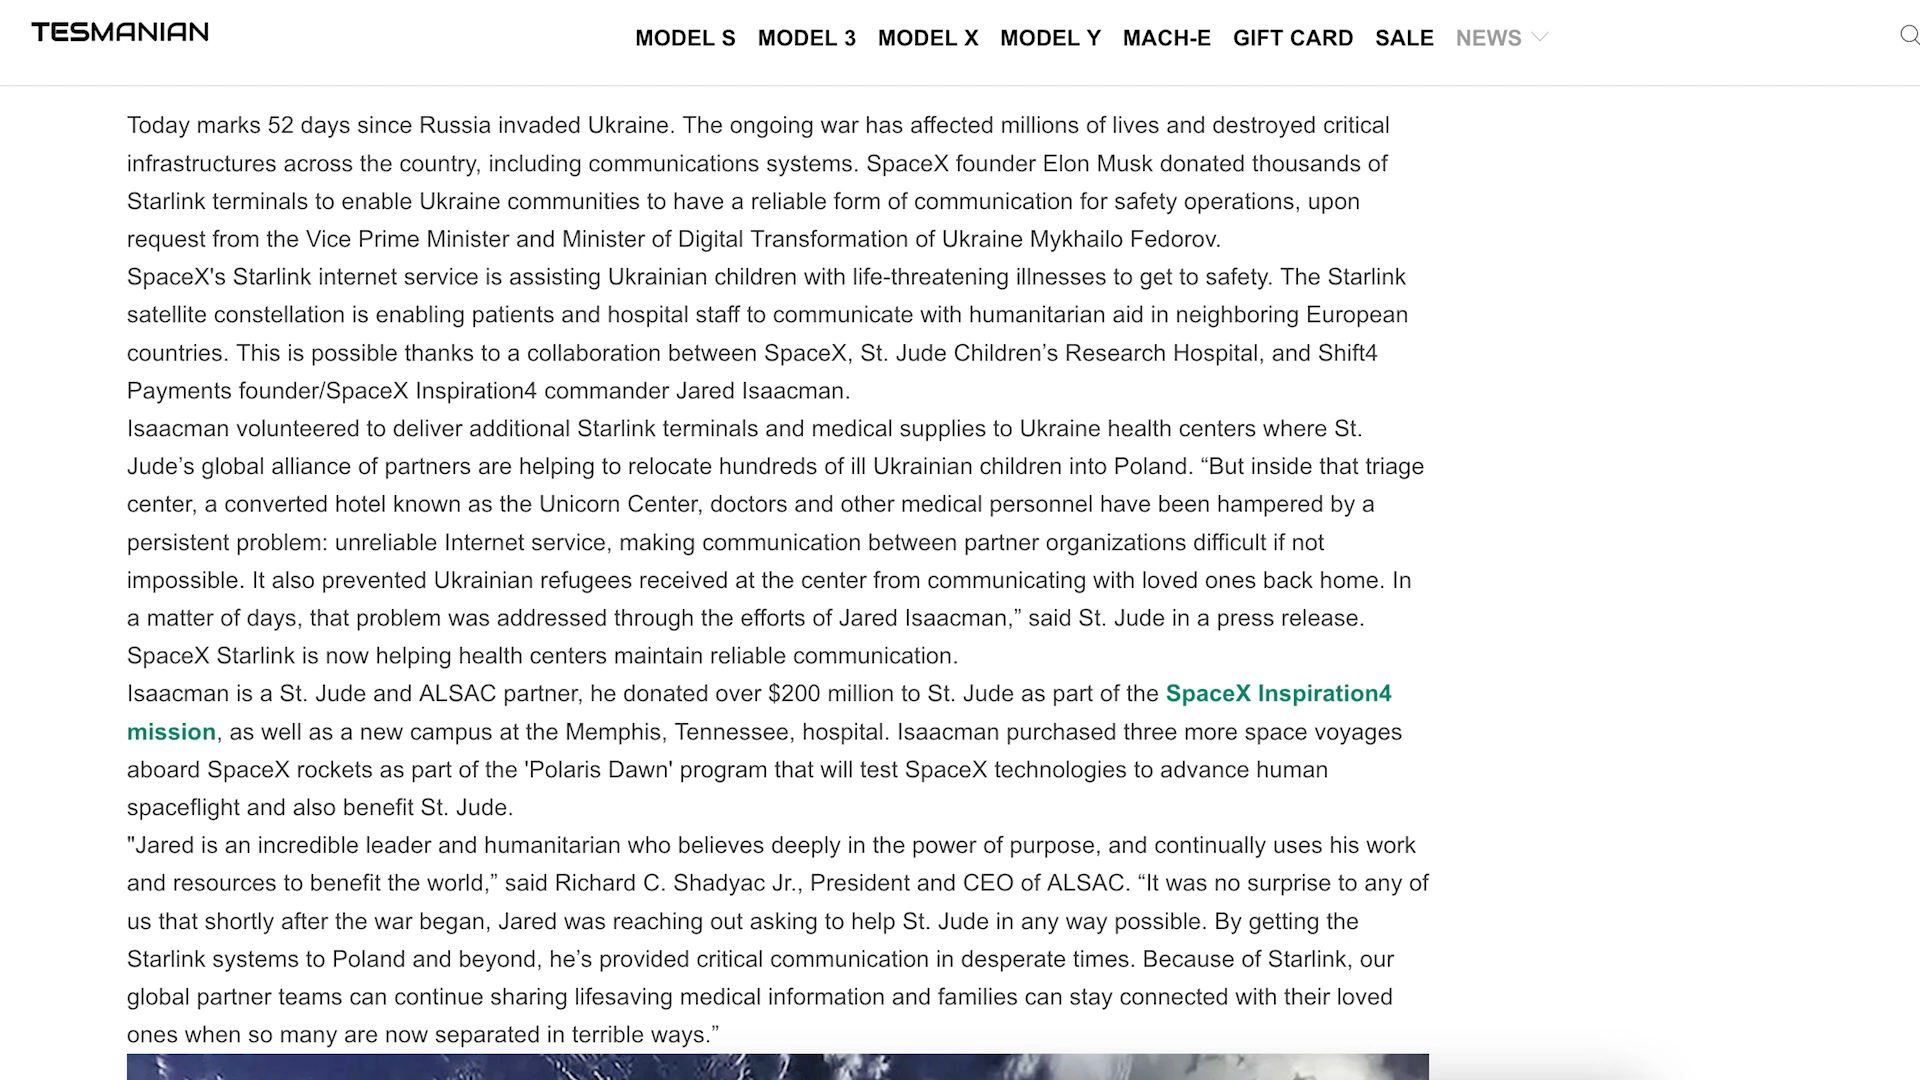 TESMANIAN
MODEL S MODEL 3 MODEL X MODEL Y MACH-E GIFT CARD SALE NEWS
Today marks 52 days since Russia invaded Ukraine. The ongoing war has affected millions of lives and destroyed critical
infrastructures across the country, including communications systems. SpaceX founder Elon Musk donated thousands of
Starlink terminals to enable Ukraine communities to have a reliable form of communication for safety operations, upon
request from the Vice Prime Minister and Minister of Digital Transformation of Ukraine Mykhailo Fedorov.
SpaceX's Starlink internet service is assisting Ukrainian children with life-threatening illnesses to get to safety. The Starlink
satellite constellation is enabling patients and hospital staff to communicate with humanitarian aid in neighboring European
countries. This is possible thanks to a collaboration between SpaceX, St. Jude Children’s Research Hospital, and Shift4
Payments founder/SpaceX Inspiration4 commander Jared Isaacman.
Isaacman volunteered to deliver additional Starlink terminals and medical supplies to Ukraine health centers where St.
Jude’s global alliance of partners are helping to relocate hundreds of ill Ukrainian children into Poland. “But inside that triage
center, a converted hotel known as the Unicorn Center, doctors and other medical personnel have been hampered by a
persistent problem: unreliable Internet service, making communication between partner organizations difficult if not
impossible. It also prevented Ukrainian refugees received at the center from communicating with loved ones back home. In
a matter of days, that problem was addressed through the efforts of Jared Isaacman,” said St. Jude in a press release.
SpaceX Starlink is now helping health centers maintain reliable communication.
Isaacman is a St. Jude and ALSAC partner, he donated over $200 million to St. Jude as part of the SpaceX Inspiration4
mission, as well as a new campus at the Memphis, Tennessee, hospital. Isaacman purchased three more space voyages
aboard SpaceX rockets as part of the 'Polaris Dawn' program that will test SpaceX technologies to advance human
spaceflight and also benefit St. Jude.
"Jared is an incredible leader and humanitarian who believes deeply in the power of purpose, and continually uses his work
and resources to benefit the world,” said Richard C. Shadyac Jr., President and CEO of ALSAC. “It was no surprise to any of
us that shortly after the war began, Jared was reaching out asking to help St. Jude in any way possible. By getting the
Starlink systems to Poland and beyond, he’s provided critical communication in desperate times. Because of Starlink, our
global partner teams can continue sharing lifesaving medical information and families can stay connected with their loved
ones when so many are now separated in terrible ways.”